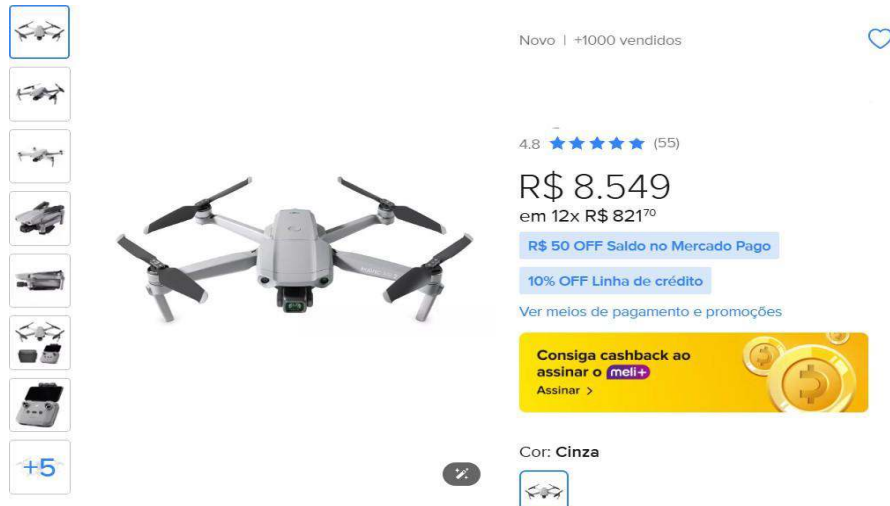 Novo | +1000 vendidos
4.8 (55)
R$ 8.549
em 12x R$ 821⁷⁰
R$ 50 OFF Saldo no Mercado Pago
10% OFF Linha de crédito
Ver meios de pagamento e promoções
Consiga cashback ao
assinar o meli+
Assinar >
Cor: Cinza
+5